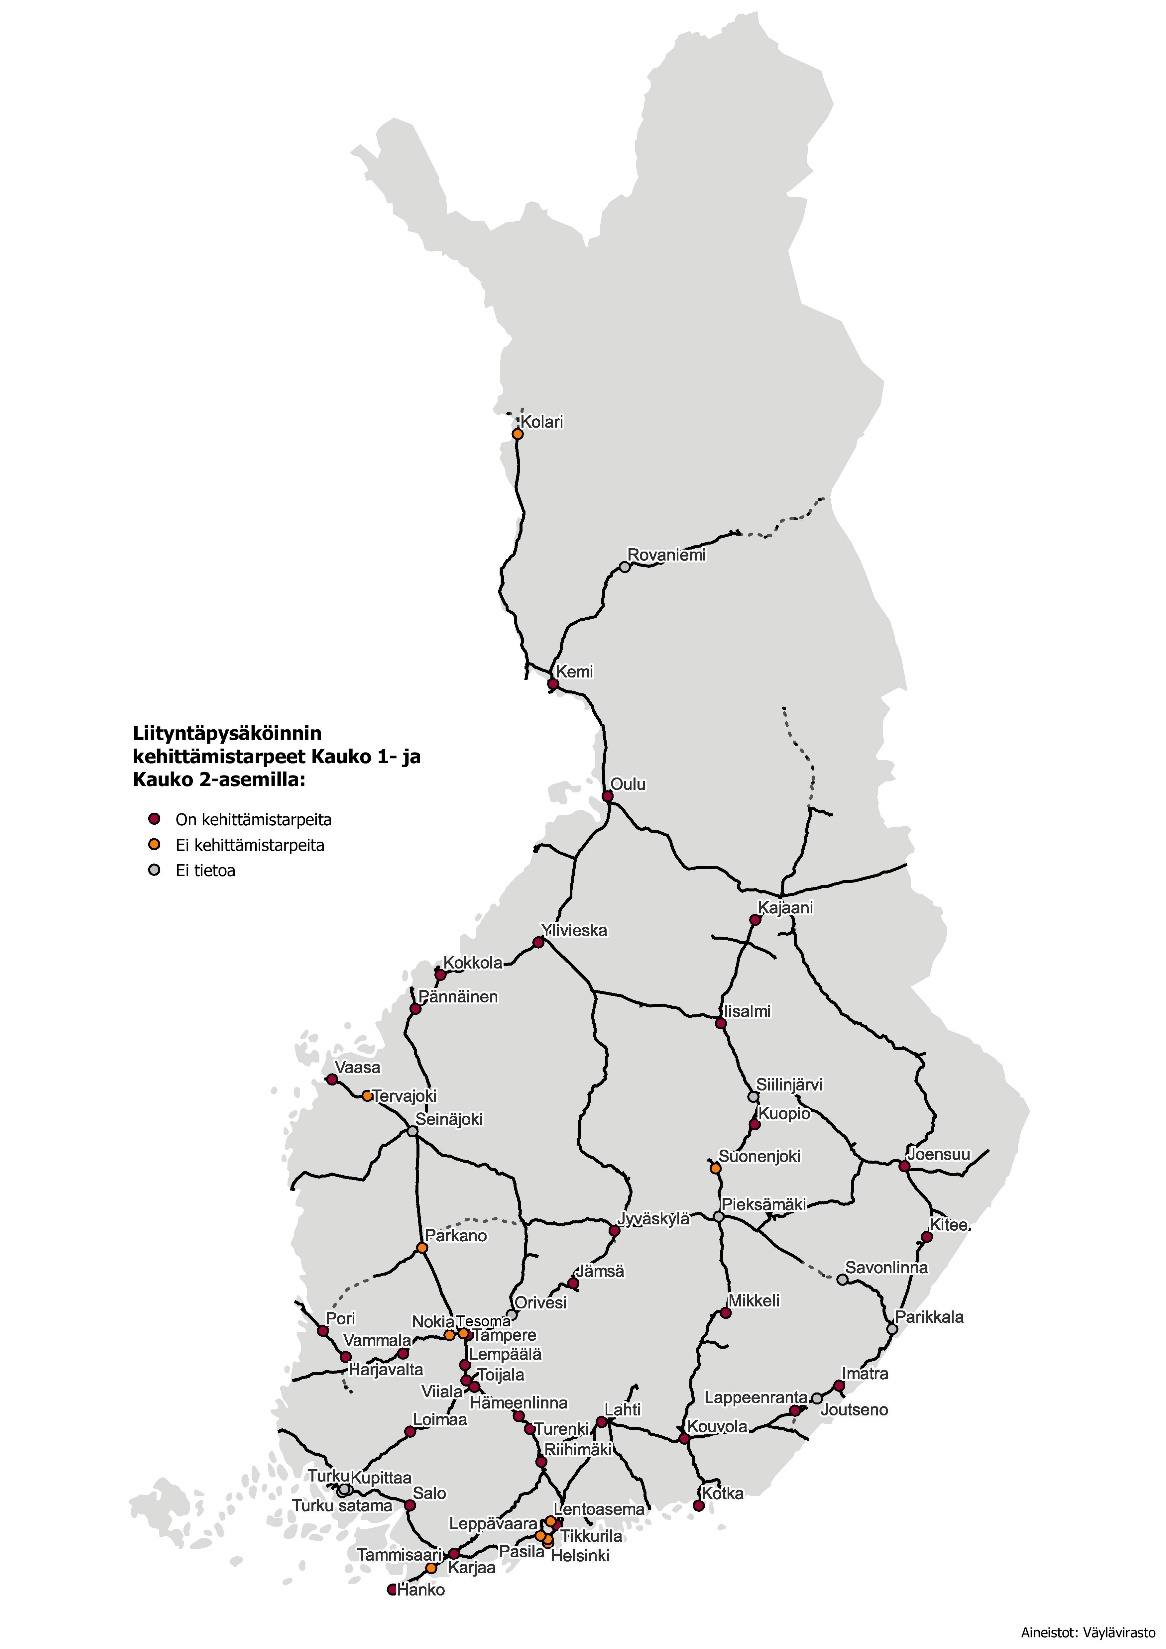 Kolari
Rovaniemi
Kemi
Liityntäpysäköinnin
kehittämistarpeet Kauko 1- ja
Kauko 2-asemilla:
On kehittämistarpeita
Ei kehittämistarpeita
Ei tietoa
Oulu
Kajaani
Ylivieska
Kokkola
Pännäinen
Iisalmi
Vaasa
Tervajoki
Siilinjärvi
Kuopio
Seinäjoki
Suonenjoki
Joensuu
Pieksämäki
Jyväskylä
Kitee
Parkano
Savonlinna
Jämsä
Orivesi
Mikkeli
Parikkala
Pori
Nokia
Tesoma
Tampere
Vammala
Harjavalta
Lempäälä
Toijala
Viiala
Imatra
Lappeenranta
Joutseno
Hämeenlinna
Lahti
Loimaa
Turenki
Kouvola
Riihimäki
Turku
Kupittaa
Turku satama
Salo
Kotka
Lentoasema
Leppävaara
Tikkurila
Pasila
Helsinki
Tammisaari
Karjaa
Hanko
Aineistot: Väylävirasto